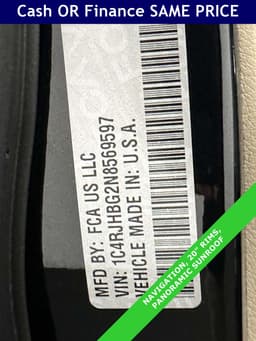 Cash OR Finance SAME PRICE
MFD BY: FCA US LLC
VIN: 1C4RJHBG2N8569597
VEHICLE MADE IN: U.S.A.
NAVIGATION, 20" RIMS,
PANORAMIC SUNROOF